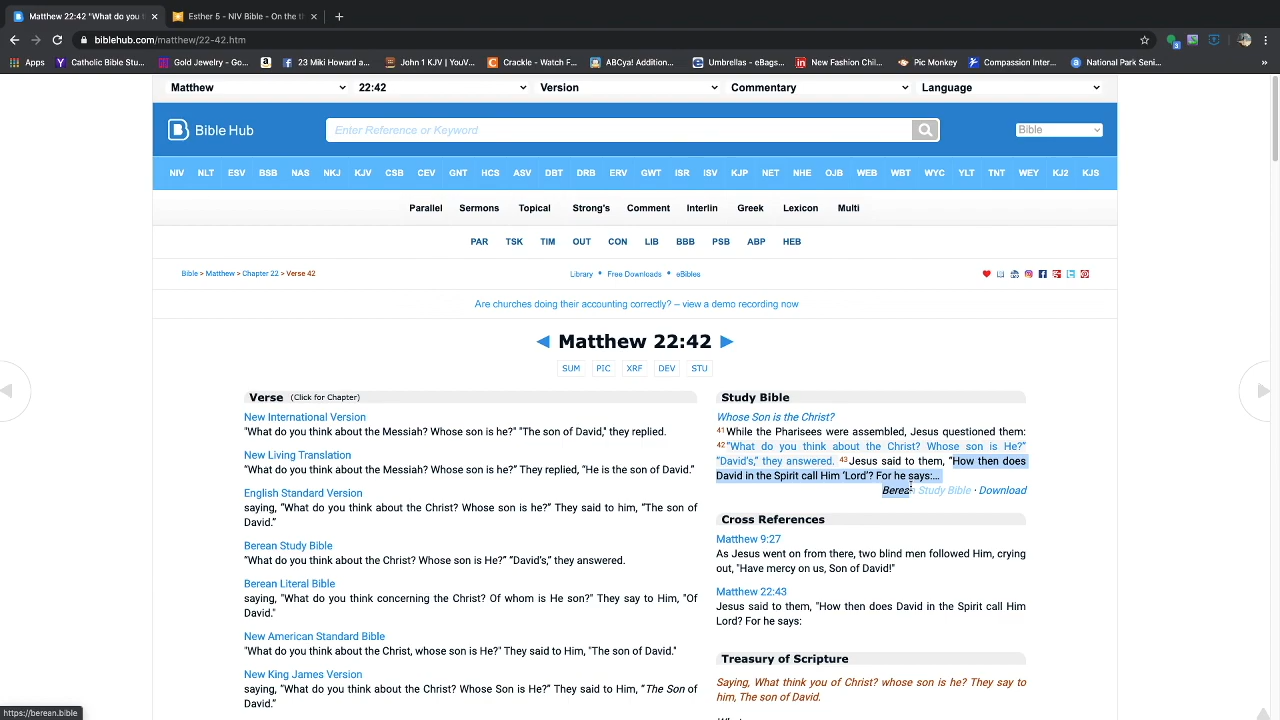 Matthew 22:42 "What do you t
Esther 5 - NIV Bible - On the t
biblehub.com/matthew/22-42.htm
Apps
Catholic Bible Stu...
Gold Jewelry - Go...
23 Miki Howard a...
John 1 KJV | YouV...
Crackle - Watch F...
ABCya! Addition...
Umbrellas - eBags...
New Fashion Chil...
Pic Monkey
Compassion Inter...
National Park Seni...
»
Matthew 22:42 Version Commentary Language
Bible Hub
Enter Reference or Keyword
Bible
NIV NLT ESV BSB NAS NKJ KJV CSB CEV GNT HCS ASV DBT DRB ERV GWT ISR ISV KJP NET NHE OJB WEB WBT WYC YLT TNT WEY KJ2 KJS
Parallel Sermons Topical Strong's Comment Interlin Greek Lexicon Multi
PAR TSK TIM OUT CON LIB BBB PSB ABP HEB
Bible > Matthew > Chapter 22 > Verse 42
Library • Free Downloads • eBibles
Are churches doing their accounting correctly? – view a demo recording now
◄ Matthew 22:42 ►
SUM PIC XRF DEV STU
Verse (Click for Chapter)
New International Version
"What do you think about the Messiah? Whose son is he?" "The son of David," they replied.
New Living Translation
“What do you think about the Messiah? Whose son is he?” They replied, “He is the son of David.”
English Standard Version
saying, “What do you think about the Christ? Whose son is he?” They said to him, “The son of
David.”
Berean Study Bible
“What do you think about the Christ? Whose son is He?” “David’s,” they answered.
Berean Literal Bible
saying, "What do you think concerning the Christ? Of whom is He son?" They say to Him, "Of
David."
New American Standard Bible
"What do you think about the Christ, whose son is He?" They said to Him, "The son of David."
New King James Version
saying, “What do you think about the Christ? Whose Son is He?” They said to Him, “The Son of
David.”
Study Bible
Whose Son is the Christ?
41While the Pharisees were assembled, Jesus questioned them:
42“What do you think about the Christ? Whose son is He?”
“David’s,” they answered. 43Jesus said to them, “How then does
David in the Spirit call Him ‘Lord’? For he says:...
Berean Study Bible · Download
Cross References
Matthew 9:27
As Jesus went on from there, two blind men followed Him, crying
out, "Have mercy on us, Son of David!"
Matthew 22:43
Jesus said to them, "How then does David in the Spirit call Him
Lord? For he says:
Treasury of Scripture
Saying, What think you of Christ? whose son is he? They say to
him, The son of David.
https://berean.bible